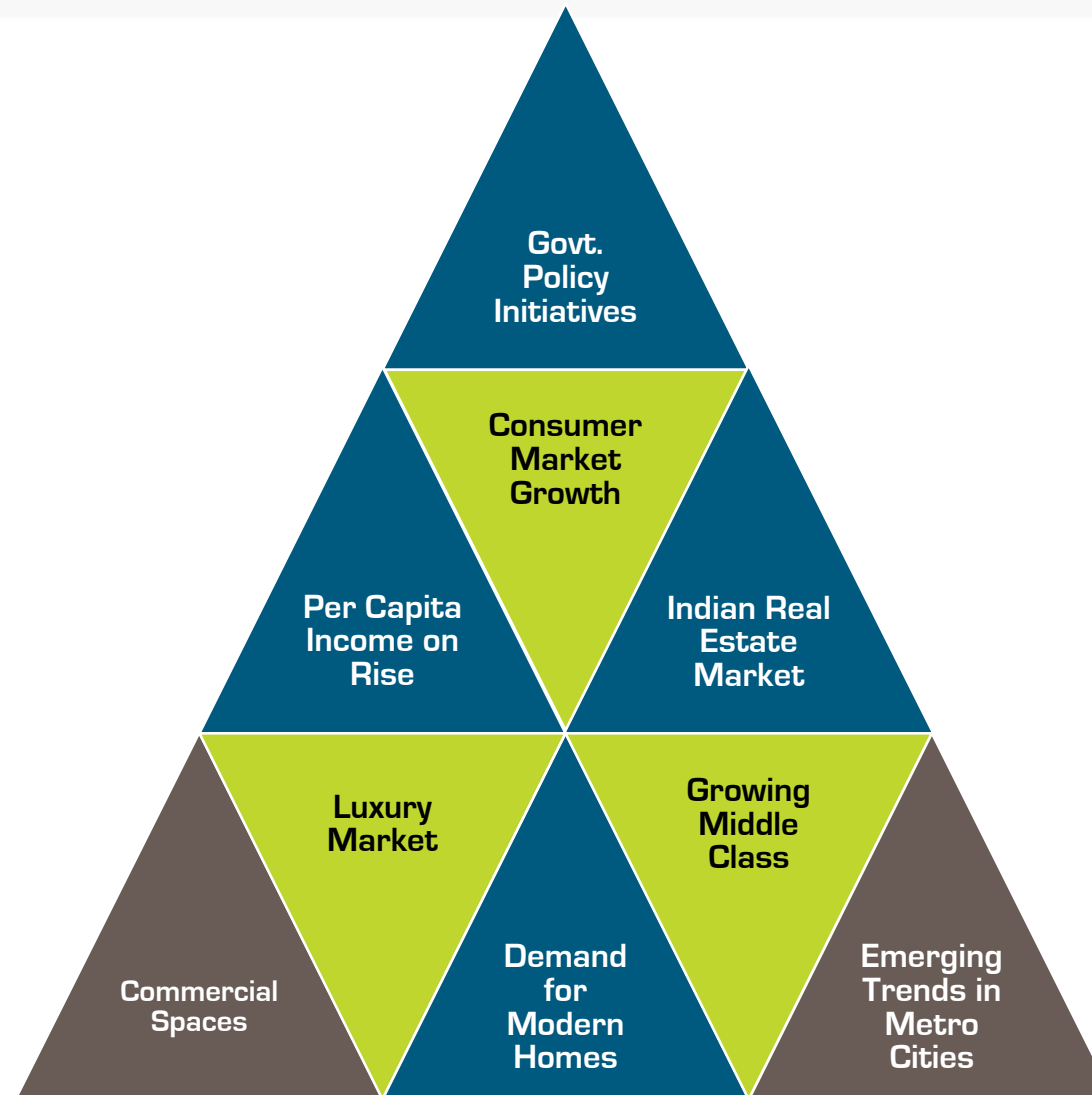 Govt.
Policy
Initiatives
Consumer
Market
Growth
Per Capita
Income on
Rise
Indian Real
Estate
Market
Luxury
Market
Growing
Middle
Class
Commercial
Spaces
Demand
for
Modern
Homes
Emerging
Trends in
Metro
Cities